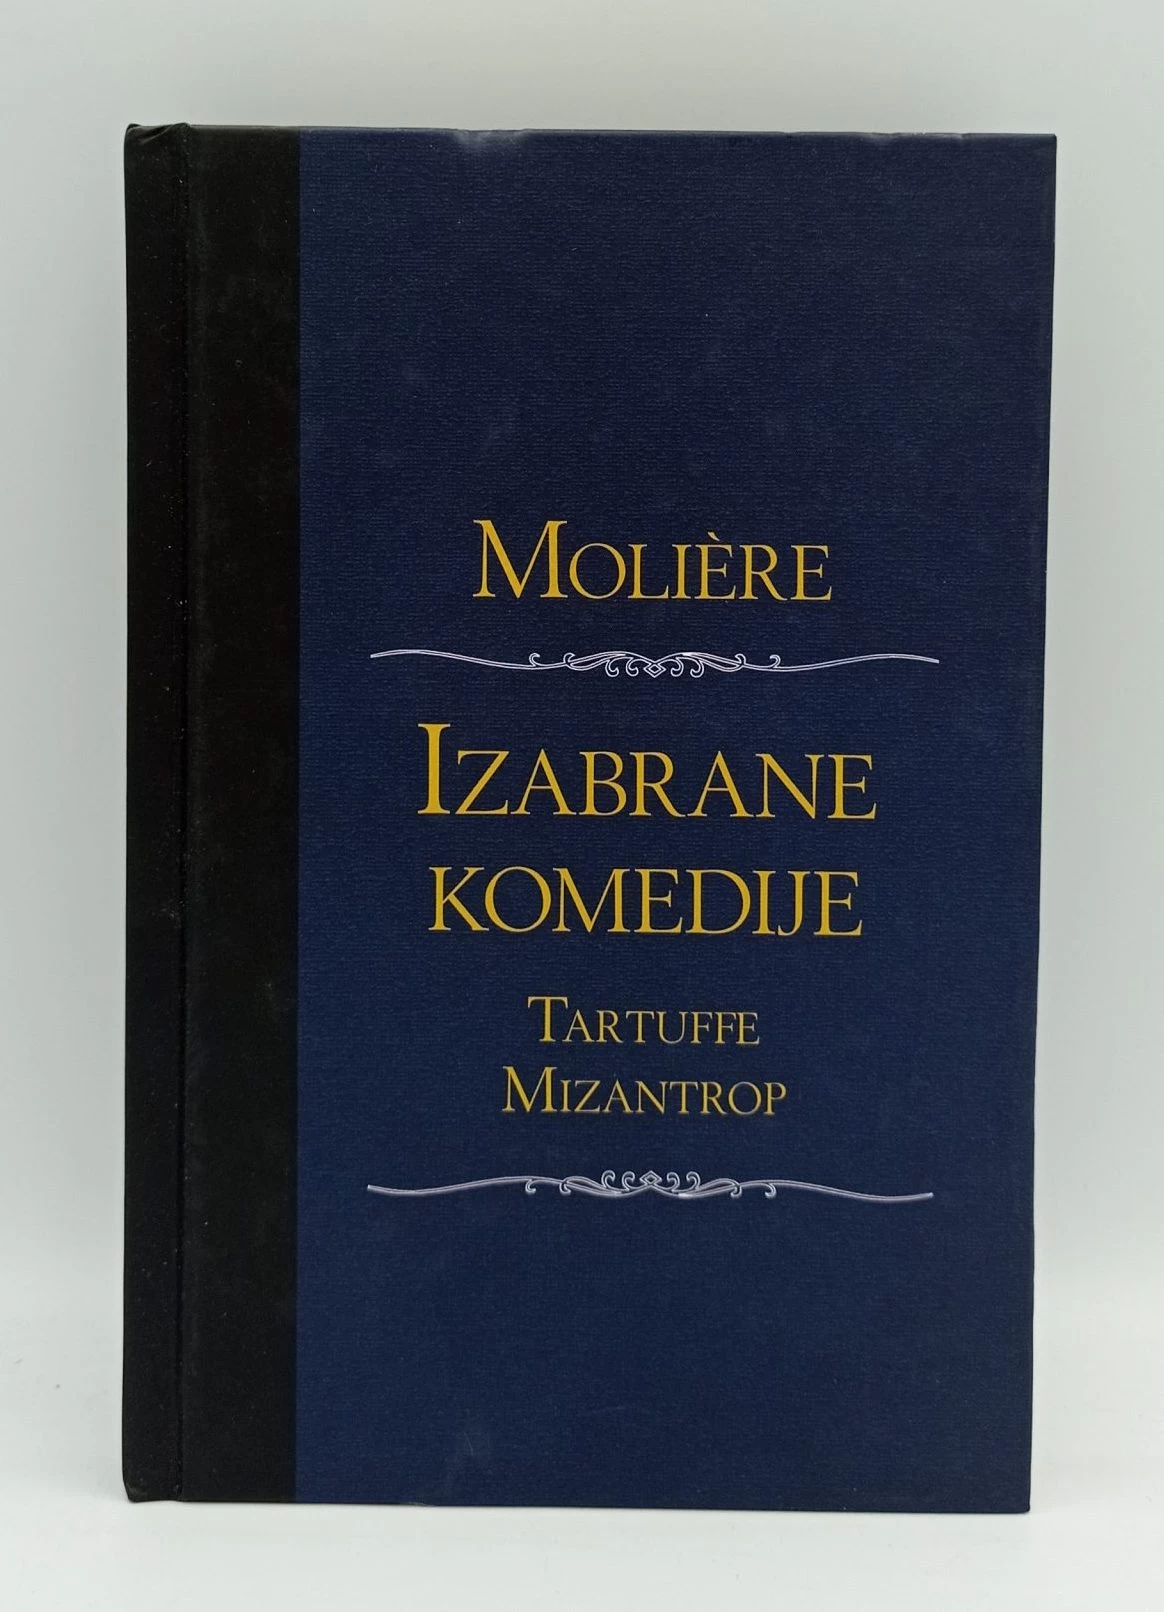 MOLIÈRE
IZABRANE
KOMEDIJE
TARTUFFE
MIZANTROP